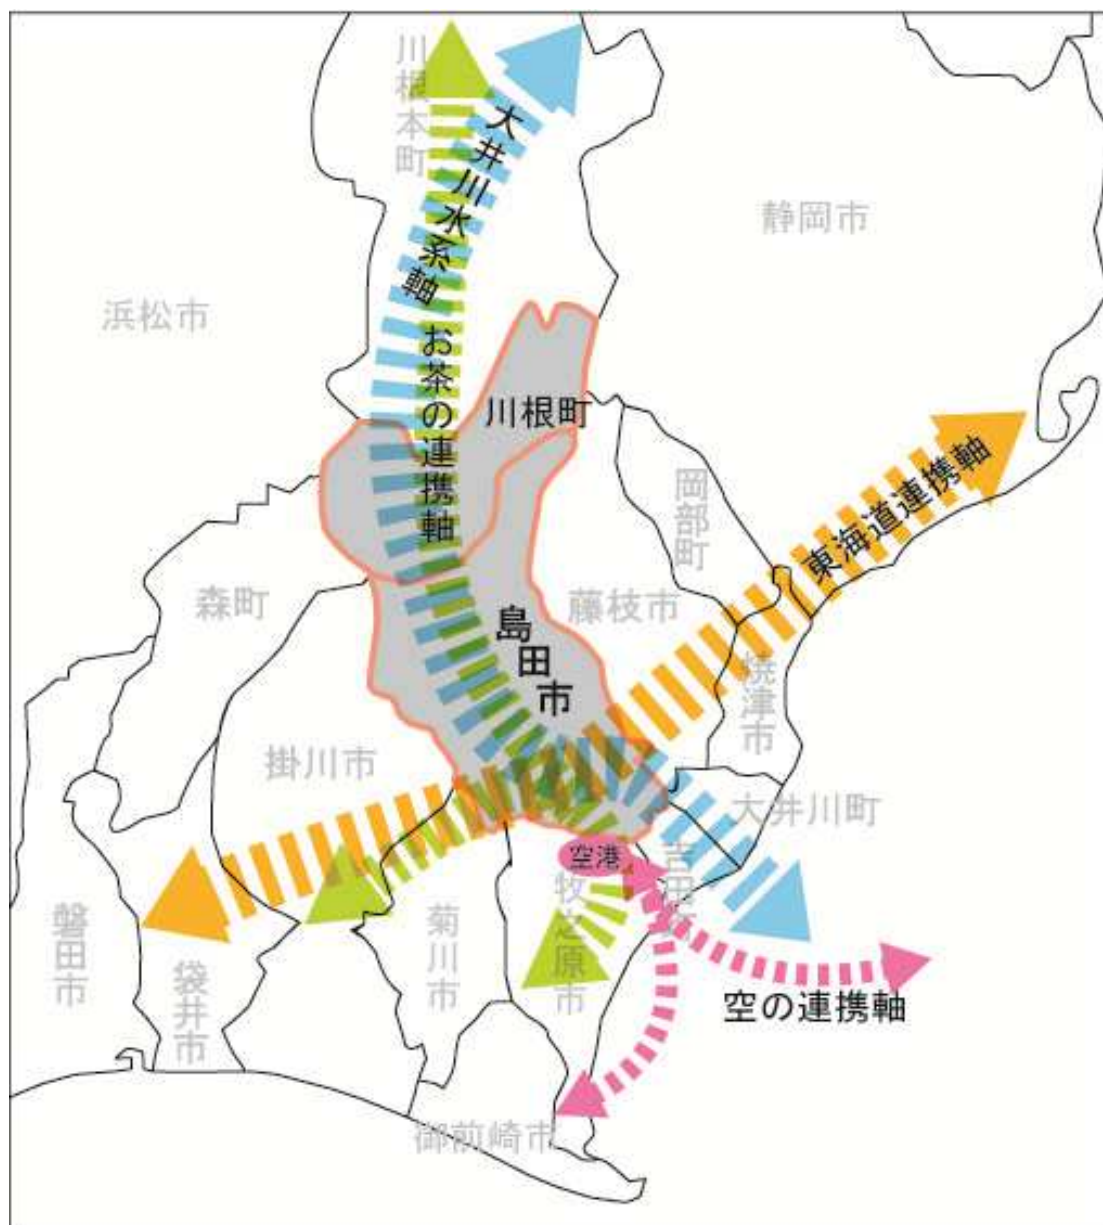 川根本町
大井川水系軸
静岡市
浜松市
お茶の連携軸
川根町
岡部町
東海道連携軸
森町
藤枝市
島田市
焼津市
掛川市
大井川町
空港
吉田町
牧之原市
菊川市
磐田市
袋井市
空の連携軸
御前崎市